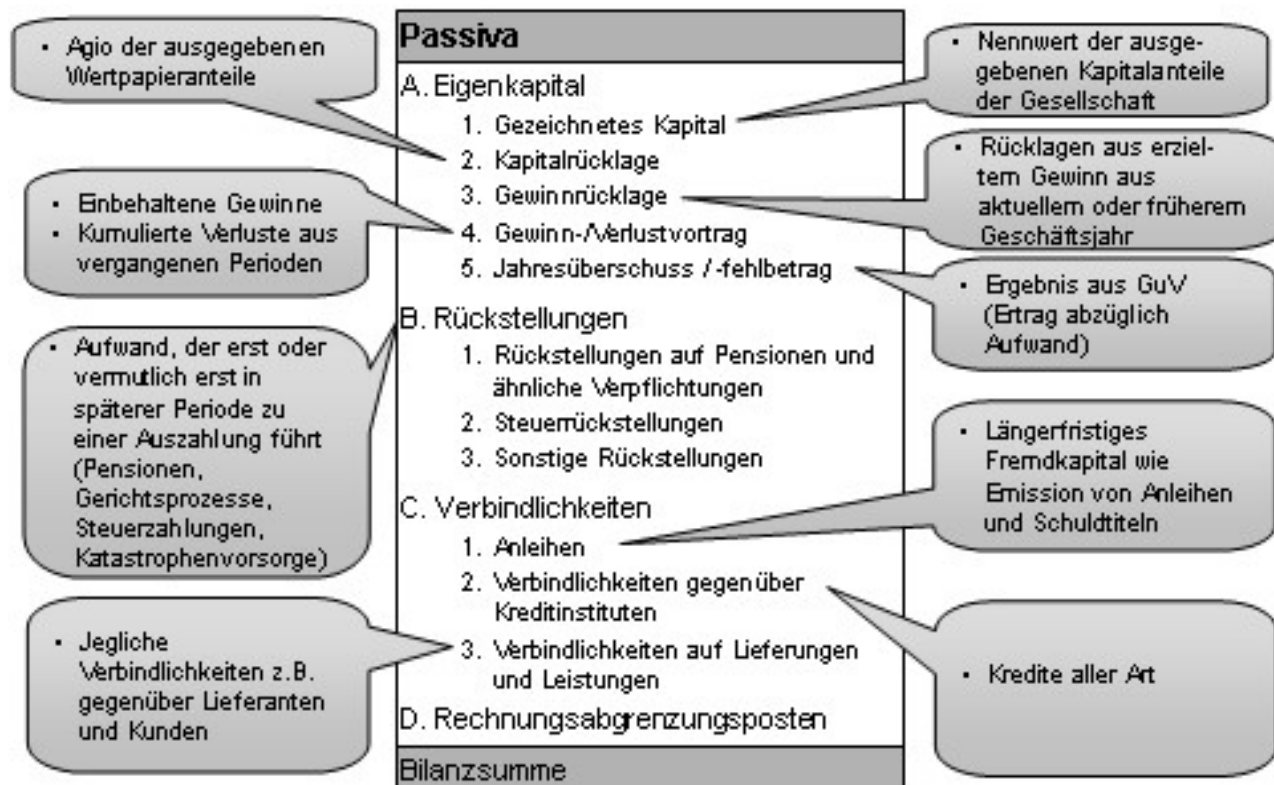 Passiva
A. Eigenkapital
1. Gezeichnetes Kapital
2. Kapitalrücklage
3. Gewinnrücklage
4. Gewinn-/Verlustvortrag
5. Jahresüberschuss /-fehlbetrag
B. Rückstellungen
1. Rückstellungen auf Pensionen und
ähnliche Verpflichtungen
2. Steuerrückstellungen
3. Sonstige Rückstellungen
C. Verbindlichkeiten
1. Anleihen
2. Verbindlichkeiten gegenüber
Kreditinstituten
3. Verbindlichkeiten auf Lieferungen
und Leistungen
D. Rechnungsabgrenzungsposten
Bilanzsumme
• Agio der ausgegebenen
Wertpapieranteile
• Einbehaltene Gewinne
• Kumulierte Verluste aus
vergangenen Perioden
• Aufwand, der erst oder
vermutlich erst in
späterer Periode zu
einer Auszahlung führt
(Pensionen,
Gerichtsprozesse,
Steuerzahlungen,
Katastrophenvorsorge)
• Jegliche
Verbindlichkeiten z.B.
gegenüber Lieferanten
und Kunden
• Nennwert der ausge-
gebenen Kapitalanteile
der Gesellschaft
• Rücklagen aus erziel-
tem Gewinn aus
aktuellem oder früherem
Geschäftsjahr
• Ergebnis aus GuV
(Ertrag abzüglich
Aufwand)
• Längerfristiges
Fremdkapital wie
Emission von Anleihen
und Schuldtiteln
• Kredite aller Art